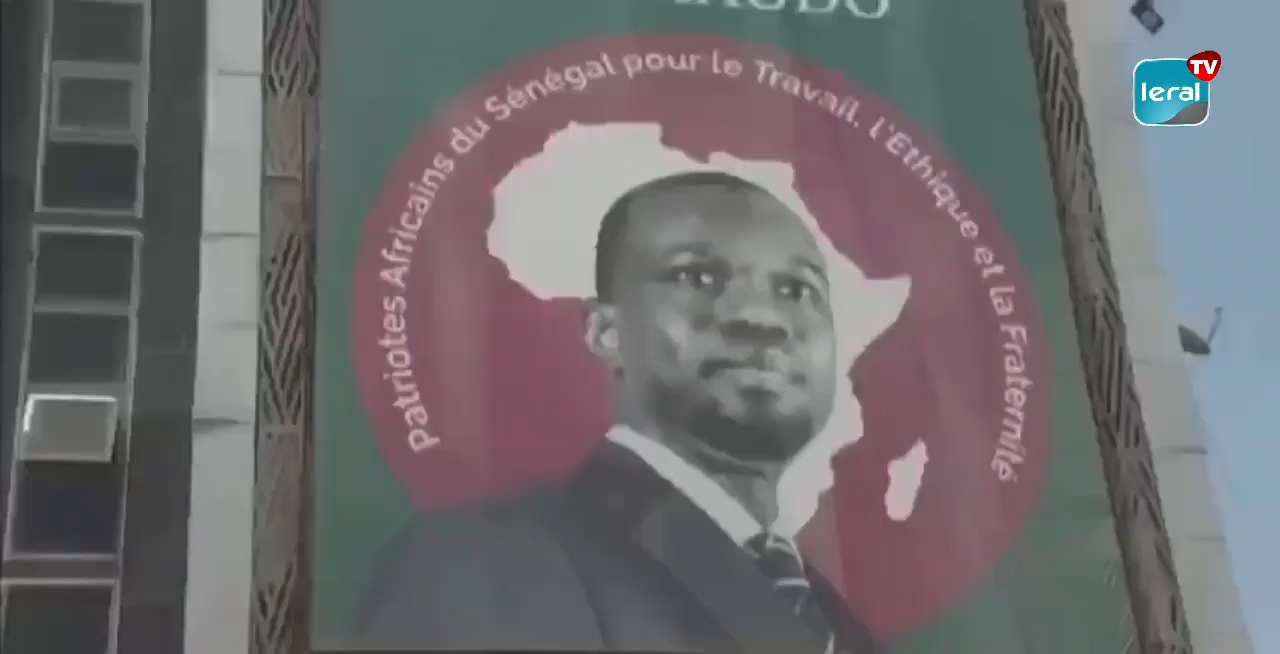 Patriotes Africains du Sénégal pour le Travail, l'Ethique et la Fraternité
TV
leral